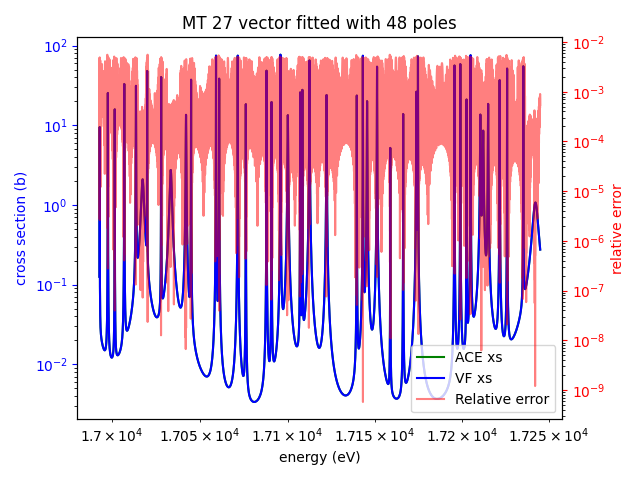 MT 27 vector fitted with 48 poles
10²
10¹
10⁰
10⁻¹
10⁻²
cross section (b)
10⁻²
10⁻³
10⁻⁴
10⁻⁵
10⁻⁶
10⁻⁷
10⁻⁸
10⁻⁹
relative error
ACE xs
VF xs
Relative error
1.7 × 10⁴ 1.705 × 10⁴ 1.71 × 10⁴ 1.715 × 10⁴ 1.72 × 10⁴ 1.725 × 10⁴
energy (eV)